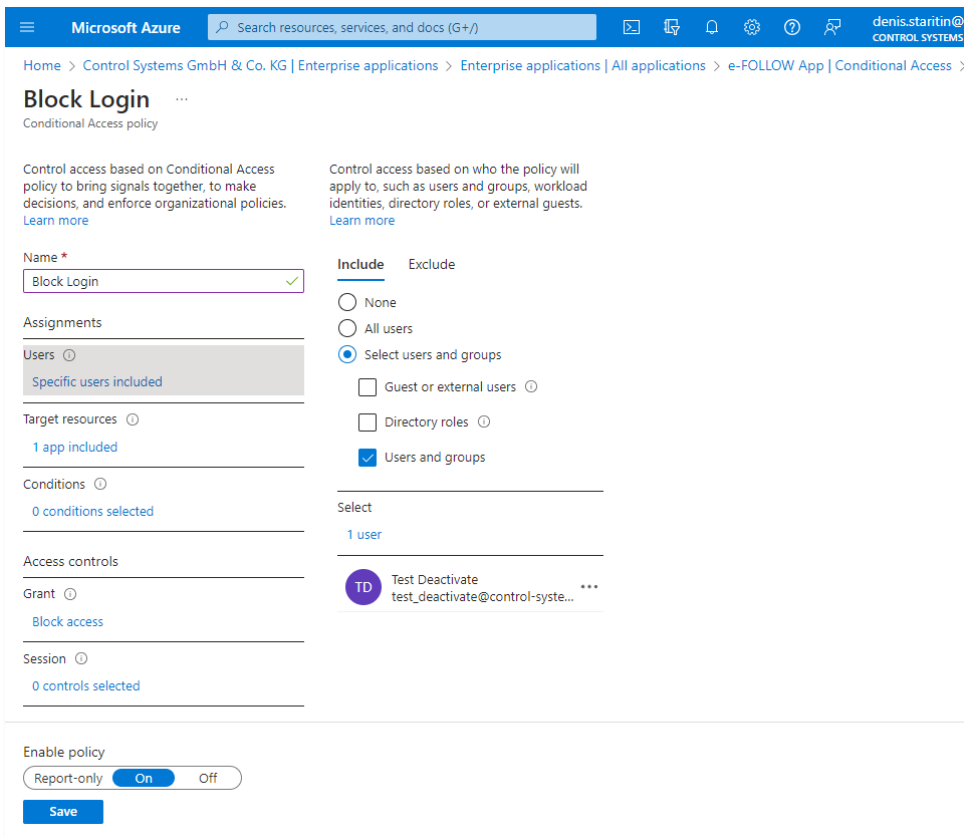 Microsoft Azure
Search resources, services, and docs (G+/)
denis.staritin@
CONTROL SYSTEMS
Home > Control Systems GmbH & Co. KG | Enterprise applications > Enterprise applications | All applications > e-FOLLOW App | Conditional Access >
Block Login ...
Conditional Access policy
Control access based on Conditional Access
policy to bring signals together, to make
decisions, and enforce organizational policies.
Learn more
Name *
Block Login
Assignments
Users
Specific users included
Target resources
1 app included
Conditions
0 conditions selected
Access controls
Grant
Block access
Session
0 controls selected
Control access based on who the policy will
apply to, such as users and groups, workload
identities, directory roles, or external guests.
Learn more
Include Exclude
None
All users
Select users and groups
Guest or external users
Directory roles
Users and groups
Select
1 user
TD
Test Deactivate
test_deactivate@control-syste...
Enable policy
Report-only On Off
Save